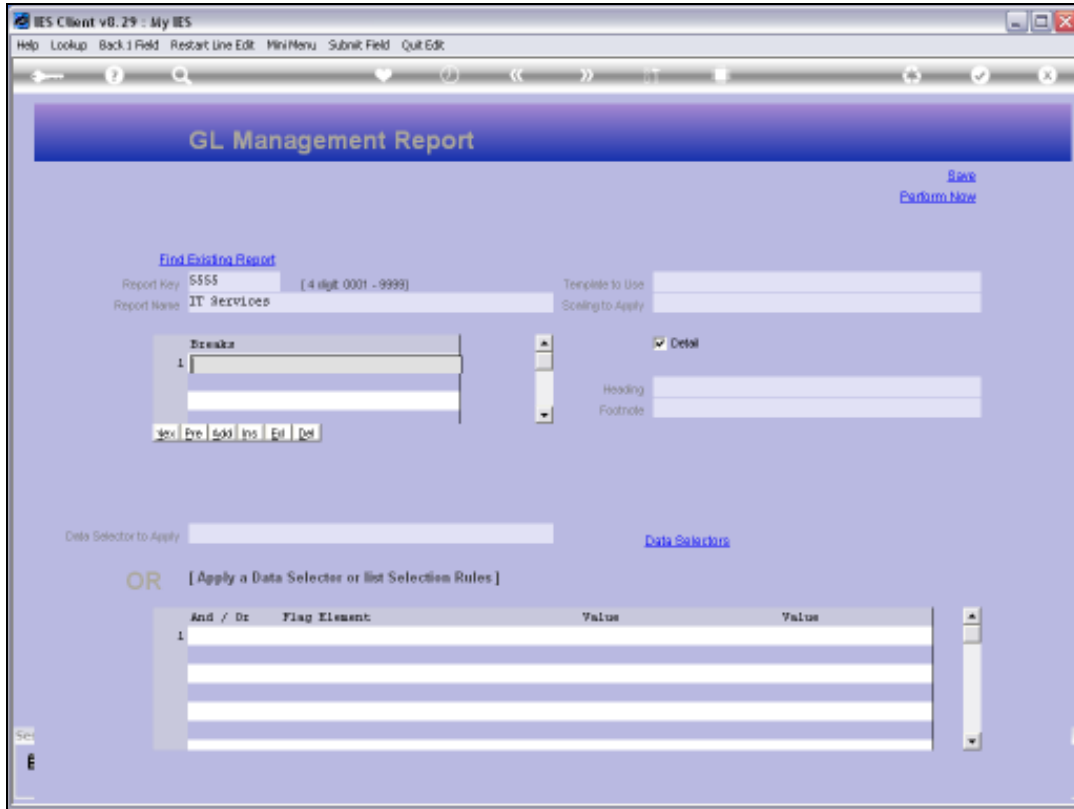 IES Client v8.29 : My IES
Help Lookup Back 1 Field Restart Line Edit MiniMenu Submit Field Quit Edit
GL Management Report
Save
Perform Now
Find Existing Report
Report Key 5555 [ 4 digit: 0001 - 9999] Template to Use
Report Name IT Services Scaling to Apply
Breaks
Detail
1
Heading
Footnote
Nex Pre Add Ins Edi Del
Data Selector to Apply Data Selectors
OR [ Apply a Data Selector or list Selection Rules ]
And / Or Flag Element Value Value
1